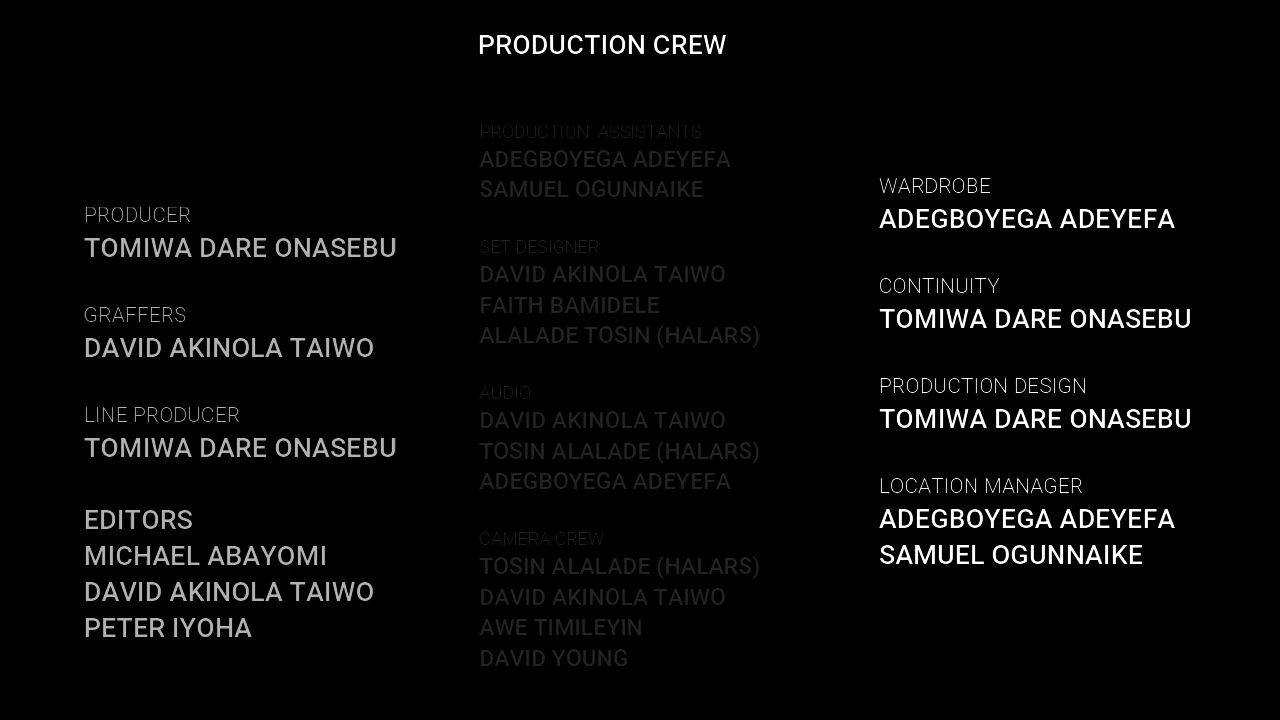 PRODUCTION CREW
PRODUCER
TOMIWA DARE ONASEBU
GRAFFERS
DAVID AKINOLA TAIWO
LINE PRODUCER
TOMIWA DARE ONASEBU
EDITORS
MICHAEL ABAYOMI
DAVID AKINOLA TAIWO
PETER IYOHA
PRODUCTION ASSISTANTS
ADEGBOYEGA ADEYEFA
SAMUEL OGUNNAIKE
SET DESIGNER
DAVID AKINOLA TAIWO
FAITH BAMIDELE
ALALADE TOSIN (HALARS)
AUDIO
DAVID AKINOLA TAIWO
TOSIN ALALADE (HALARS)
ADEGBOYEGA ADEYEFA
CAMERA CREW
TOSIN ALALADE (HALARS)
DAVID AKINOLA TAIWO
AWE TIMILEYIN
DAVID YOUNG
WARDROBE
ADEGBOYEGA ADEYEFA
CONTINUITY
TOMIWA DARE ONASEBU
PRODUCTION DESIGN
TOMIWA DARE ONASEBU
LOCATION MANAGER
ADEGBOYEGA ADEYEFA
SAMUEL OGUNNAIKE